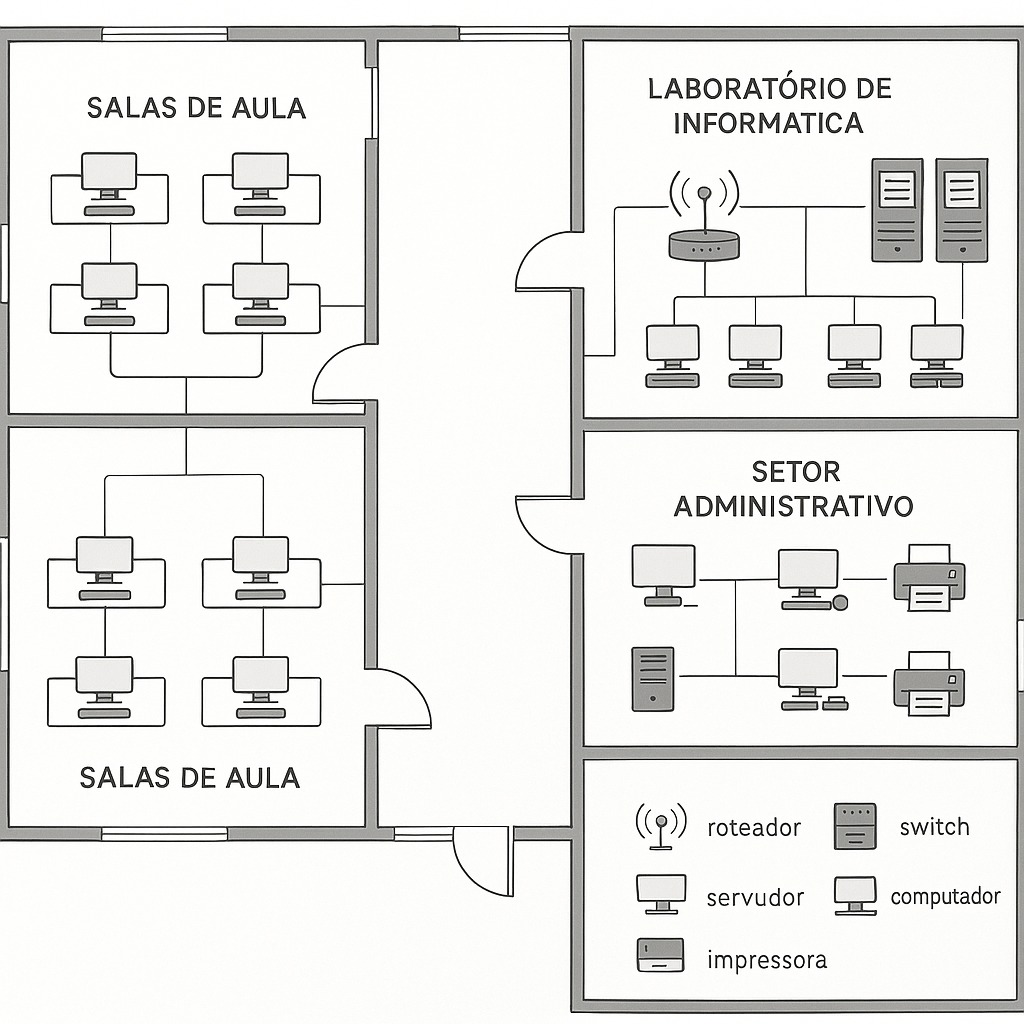 SALAS DE AULA
LABORATÓRIO DE
INFORMATICA
SETOR
ADMINISTRATIVO
SALAS DE AULA
roteador
switch
servudor
computador
impressora